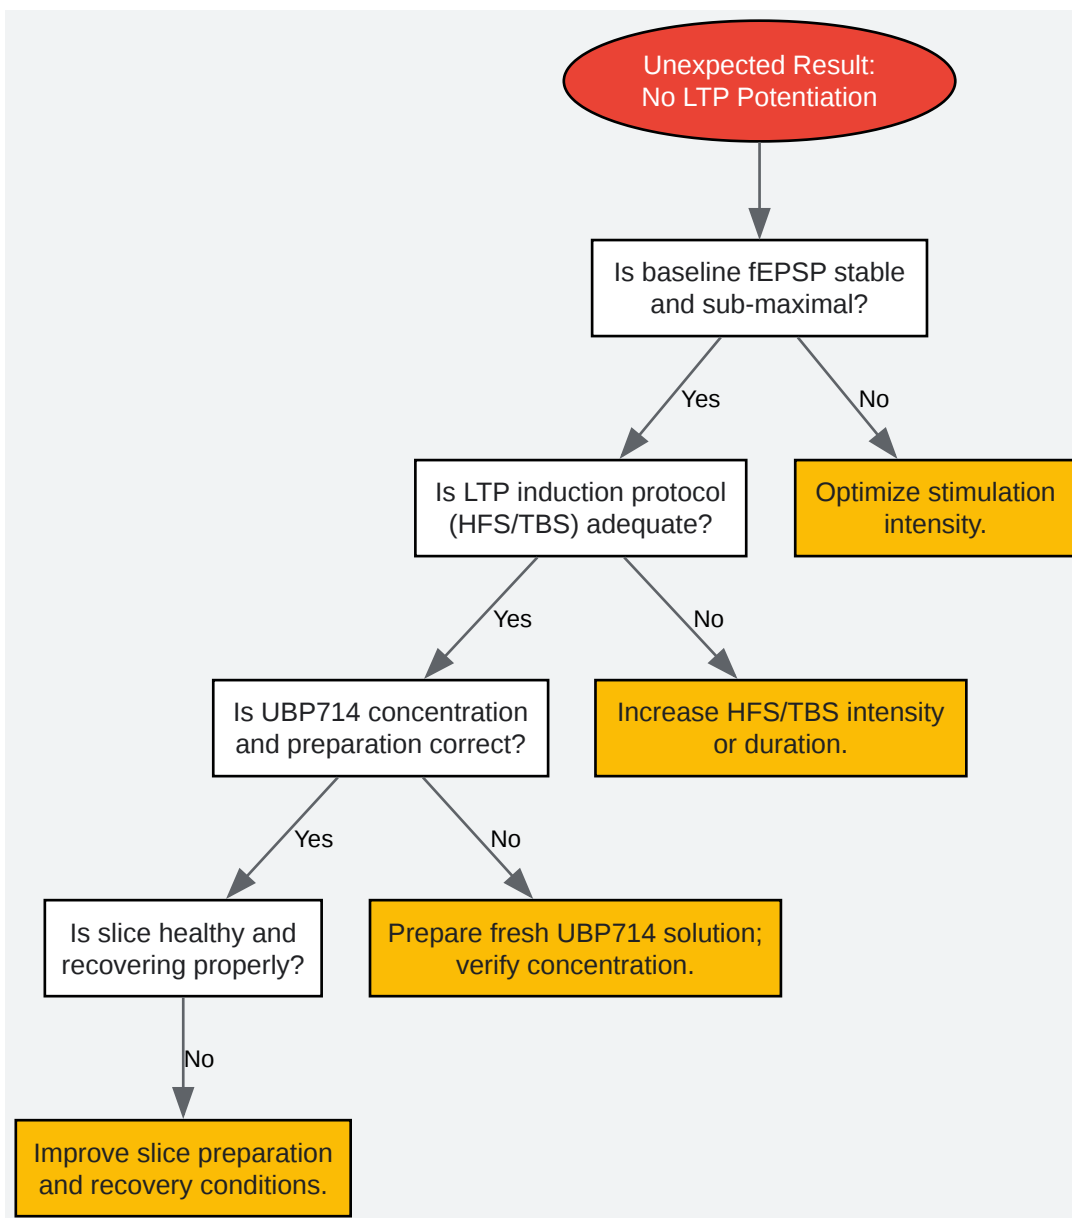 Unexpected Result:
No LTP Potentiation
Is baseline fEPSP stable
and sub-maximal?
Yes
No
Is LTP induction protocol
(HFS/TBS) adequate?
Optimize stimulation
intensity.
Yes
No
Is UBP714 concentration
and preparation correct?
Increase HFS/TBS intensity
or duration.
Yes
No
Is slice healthy and
recovering properly?
Prepare fresh UBP714 solution;
verify concentration.
No
Improve slice preparation
and recovery conditions.